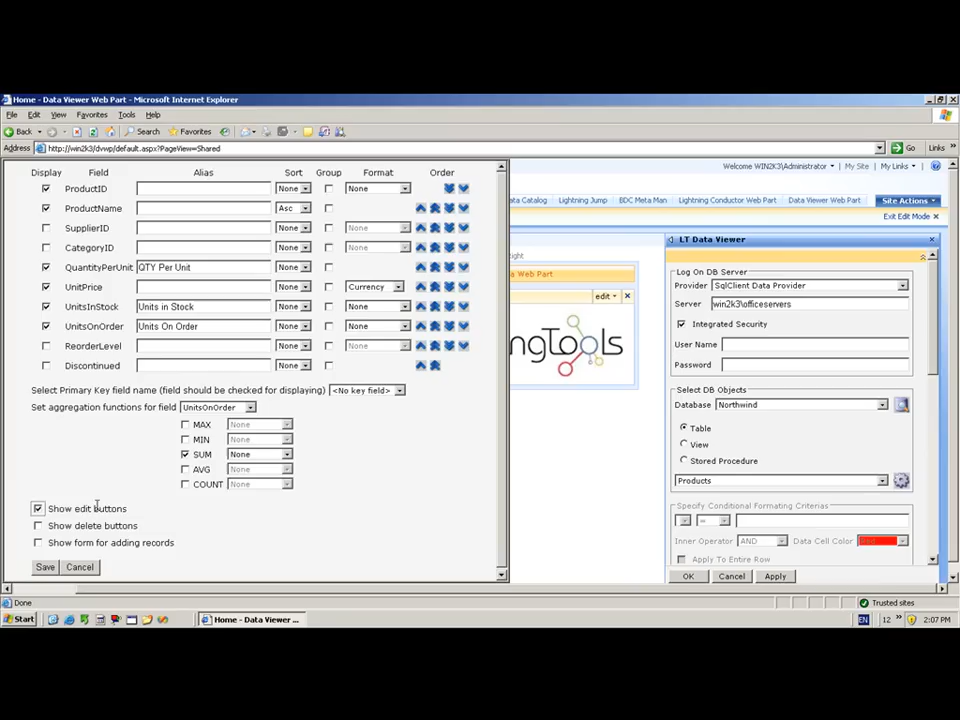 Home - Data Viewer Web Part - Microsoft Internet Explorer
File Edit View Favorites Tools Help
Back Search Favorites
Address http://win2k3/dvwp/default.aspx?PageView=Shared Go Links
Display Field Alias Sort Group Format Order
ProductID None None
ProductName Asc
SupplierID None None
CategoryID None None
QuantityPerUnit QTY Per Unit None
UnitPrice None Currency
UnitsInStock Units in Stock None None
UnitsOnOrder Units On Order None None
ReorderLevel None None
Discontinued None
Select Primary Key field name (field should be checked for displaying) <No key field>
Set aggregation functions for field UnitsOnOrder
MAX None
MIN None
SUM None
AVG None
COUNT None
Show edit buttons
Show delete buttons
Show form for adding records
Save Cancel
Welcome WIN2K3\Administrator My Site My Links
ata Catalog Lightning Jump BDC Meta Man Lightning Conductor Web Part Data Viewer Web Part Site Actions
Exit Edit Mode
ight
a Web Part
edit
ngTools
LT Data Viewer
Log On DB Server
Provider SqlClient Data Provider
Server win2k3\officeservers
Integrated Security
User Name
Password
Select DB Objects
Database Northwind
Table
View
Stored Procedure
Products
Specify Conditional Formating Criterias
=
Inner Operator AND Data Cell Color Red
Apply To Entire Row
OK Cancel Apply
Done Trusted sites
Start Home - Data Viewer ... EN 12 2:07 PM